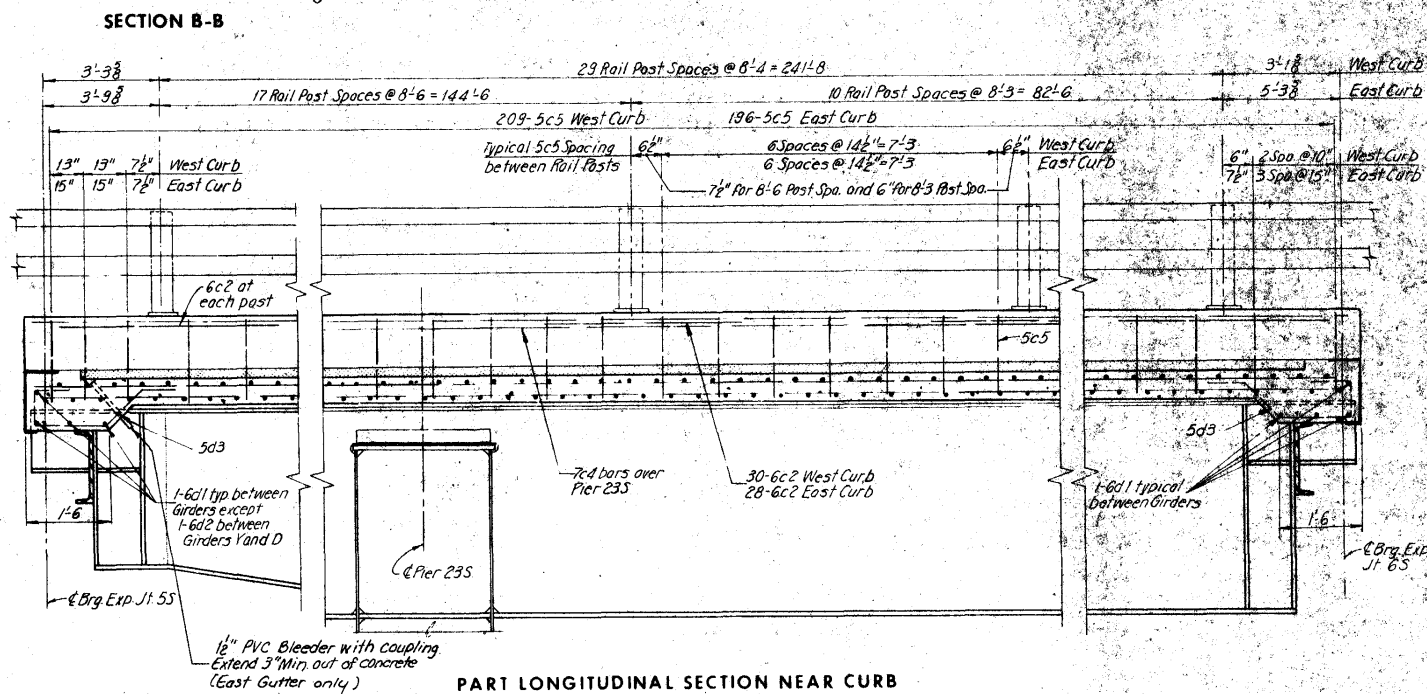 SECTION B-B
3'-3 5/8 29 Rail Post Spaces @ 8'-4 = 241'-8 3'-1 5/8 West Curb
3'-9 5/8 17 Rail Post Spaces @ 8'-6 = 144'-6 10 Rail Post Spaces @ 8'-3 = 82'-6 5'-3 5/8 East Curb
209-5c5 West Curb 196-5c5 East Curb
13" 13" 7½" West Curb
15" 15" 7½" East Curb
Typical 5c5 Spacing
between Rail Posts
6½" 6 Spaces @ 14½"=7'-3 6½" West Curb
6 Spaces @ 14½"=7'-3 East Curb
7½" For 8'-6 Post Spa. and 6" For 8'-3 Post Spa.
6" 2 Spa @ 10" West Curb
7½" 3 Spa @ 15" East Curb
6c2 at
each post
5c5
5d3
7c4 bars over
Pier 23S
30-6c2 West Curb
28-6c2 East Curb
5d3
1-6d1 typ. between
Girders except
1-6d2 between
Girders Y and D
1-6d1 typical
between Girders
1'-6
1'-6
℄ Pier 23S
℄ Brg. Exp. Jt. 5S
℄ Brg. Exp.
Jt. 6S
1½" PVC Bleeder with coupling.
Extend 3" Min. out of concrete
(East Gutter only)
PART LONGITUDINAL SECTION NEAR CURB